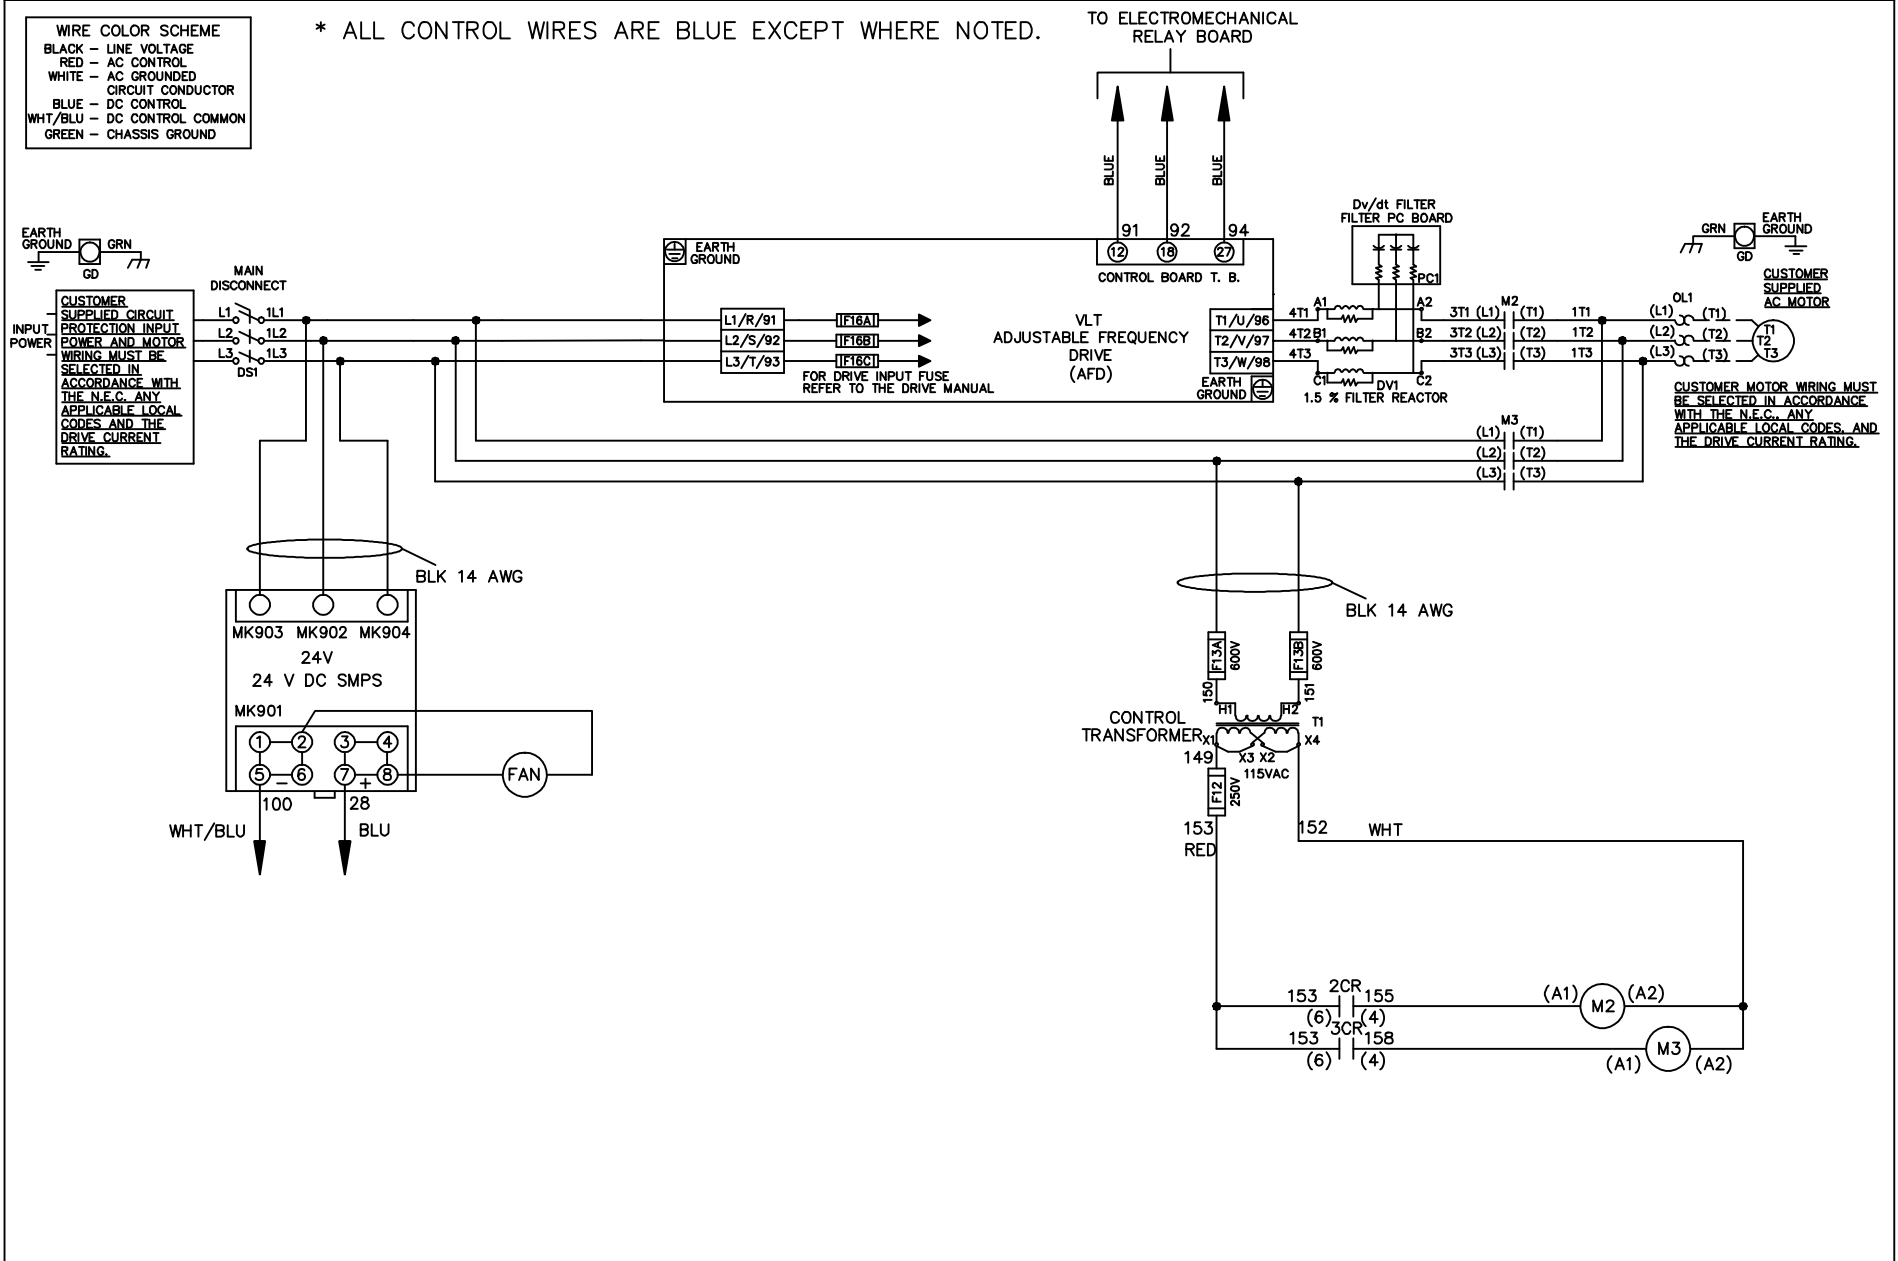 WIRE COLOR SCHEME
BLACK – LINE VOLTAGE
RED – AC CONTROL
WHITE – AC GROUNDED
CIRCUIT CONDUCTOR
BLUE – DC CONTROL
WHT/BLU – DC CONTROL COMMON
GREEN – CHASSIS GROUND
* ALL CONTROL WIRES ARE BLUE EXCEPT WHERE NOTED.
TO ELECTROMECHANICAL
RELAY BOARD
BLUE
BLUE
BLUE
91 92 94
12 18 27
CONTROL BOARD T. B.
EARTH
GROUND
GRN
GD
MAIN
DISCONNECT
L1 1L1
L2 1L2
L3 1L3
DS1
INPUT
POWER
CUSTOMER
SUPPLIED CIRCUIT
PROTECTION INPUT
POWER AND MOTOR
WIRING MUST BE
SELECTED IN
ACCORDANCE WITH
THE N.E.C. ANY
APPLICABLE LOCAL
CODES AND THE
DRIVE CURRENT
RATING.
EARTH
GROUND
L1/R/91
L2/S/92
L3/T/93
F16A
F16B
F16C
FOR DRIVE INPUT FUSE
REFER TO THE DRIVE MANUAL
VLT
ADJUSTABLE FREQUENCY
DRIVE
(AFD)
T1/U/96
T2/V/97
T3/W/98
EARTH
GROUND
4T1
4T2
4T3
Dv/dt FILTER
FILTER PC BOARD
PC1
A1 A2
B1 B2
C1 C2
DV1
1.5 % FILTER REACTOR
M2
3T1 (L1) (T1) 1T1
3T2 (L2) (T2) 1T2
3T3 (L3) (T3) 1T3
OL1
(L1) (T1)
(L2) (T2)
(L3) (T3)
T1
T2
T3
GRN
EARTH
GROUND
GD
CUSTOMER
SUPPLIED
AC MOTOR
CUSTOMER MOTOR WIRING MUST
BE SELECTED IN ACCORDANCE
WITH THE N.E.C., ANY
APPLICABLE LOCAL CODES, AND
THE DRIVE CURRENT RATING.
M3
(L1) (T1)
(L2) (T2)
(L3) (T3)
BLK 14 AWG
MK903 MK902 MK904
24V
24 V DC SMPS
MK901
1 2 3 4
5 – 6 7 + 8
100 28
WHT/BLU BLU
FAN
BLK 14 AWG
F13A
600V
F13B
600V
150
151
H1 H2
CONTROL
TRANSFORMER
T1
X1 X3 X2 X4
149
115VAC
F12
250V
153
RED
152
WHT
2CR
153 155
(6) (4)
(A1) M2 (A2)
3CR
153 158
(6) (4)
(A1) M3 (A2)